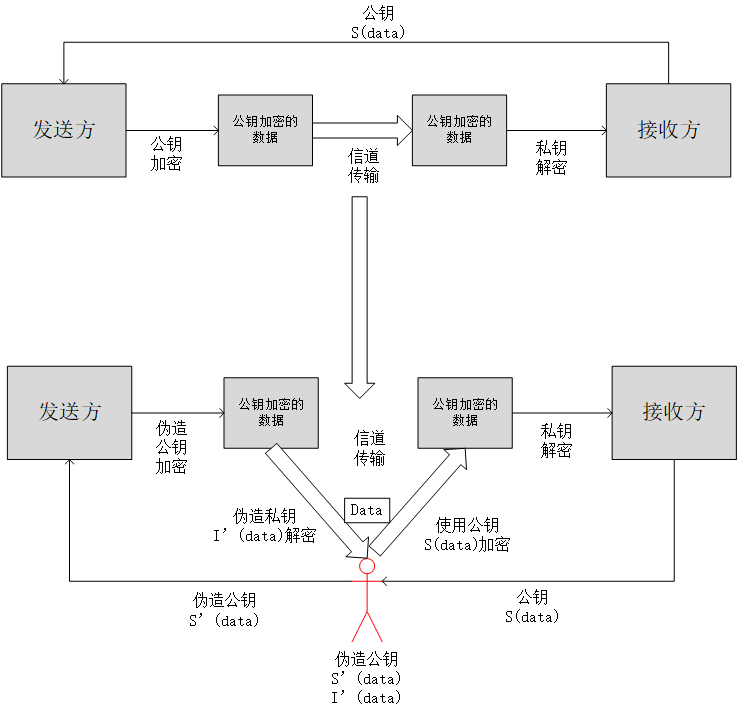 公钥
S(data)
发送方
公钥
加密
公钥加密的
数据
信道
传输
公钥加密的
数据
私钥
解密
接收方
发送方
伪造
公钥
加密
公钥加密的
数据
信道
传输
公钥加密的
数据
私钥
解密
接收方
伪造私钥
I’(data)解密
Data
使用公钥
S(data)加密
伪造公钥
S’(data)
公钥
S(data)
伪造公钥
S’(data)
I’(data)